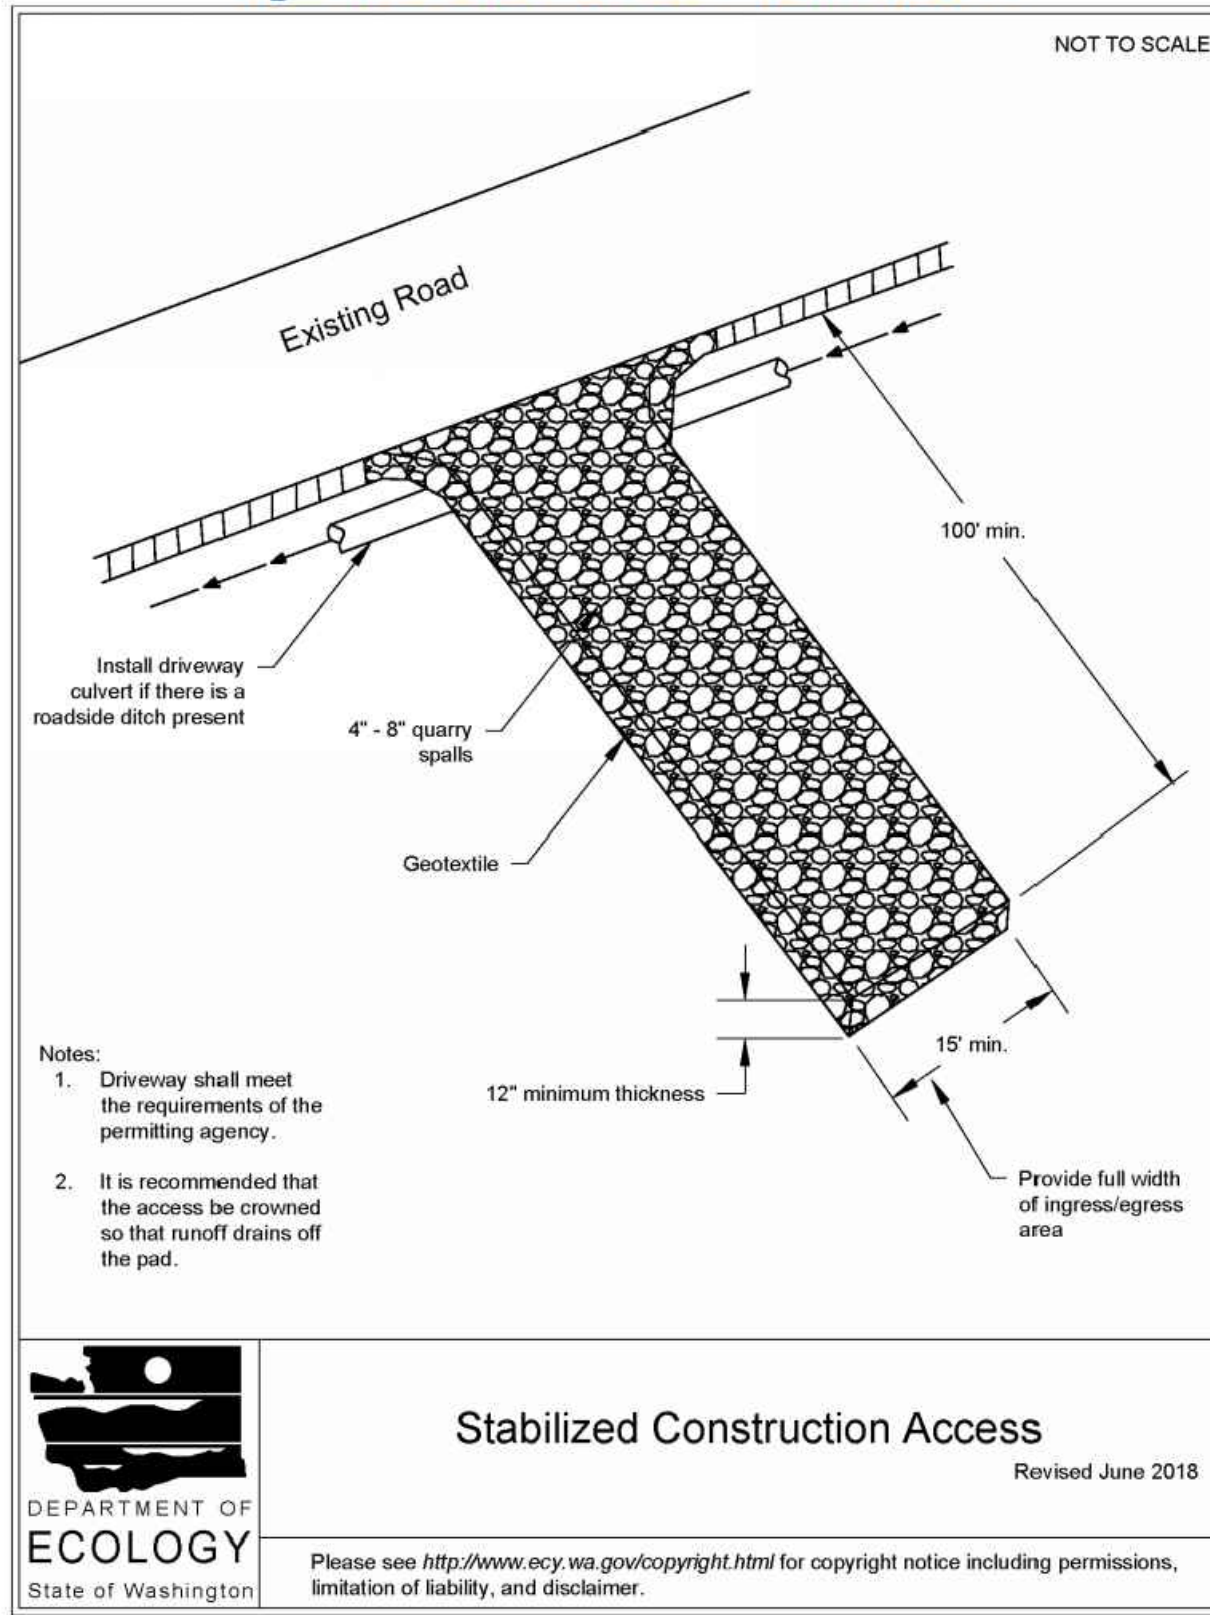 NOT TO SCALE
Existing Road
100' min.
Install driveway
culvert if there is a
roadside ditch present
4" - 8" quarry
spalls
Geotextile
12" minimum thickness
15' min.
Provide full width
of ingress/egress
area
Notes:
1. Driveway shall meet
the requirements of the
permitting agency.
2. It is recommended that
the access be crowned
so that runoff drains off
the pad.
DEPARTMENT OF
ECOLOGY
State of Washington
Stabilized Construction Access
Revised June 2018
Please see http://www.ecy.wa.gov/copyright.html for copyright notice including permissions,
limitation of liability, and disclaimer.